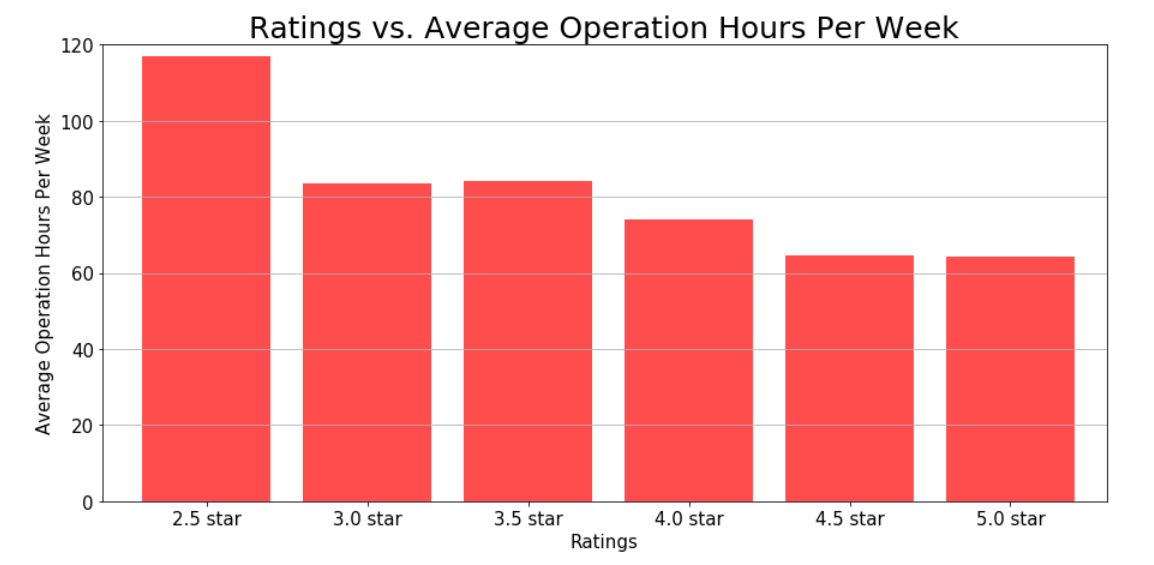 Ratings vs. Average Operation Hours Per Week
Average Operation Hours Per Week
120
100
80
60
40
20
0
2.5 star 3.0 star 3.5 star 4.0 star 4.5 star 5.0 star
Ratings